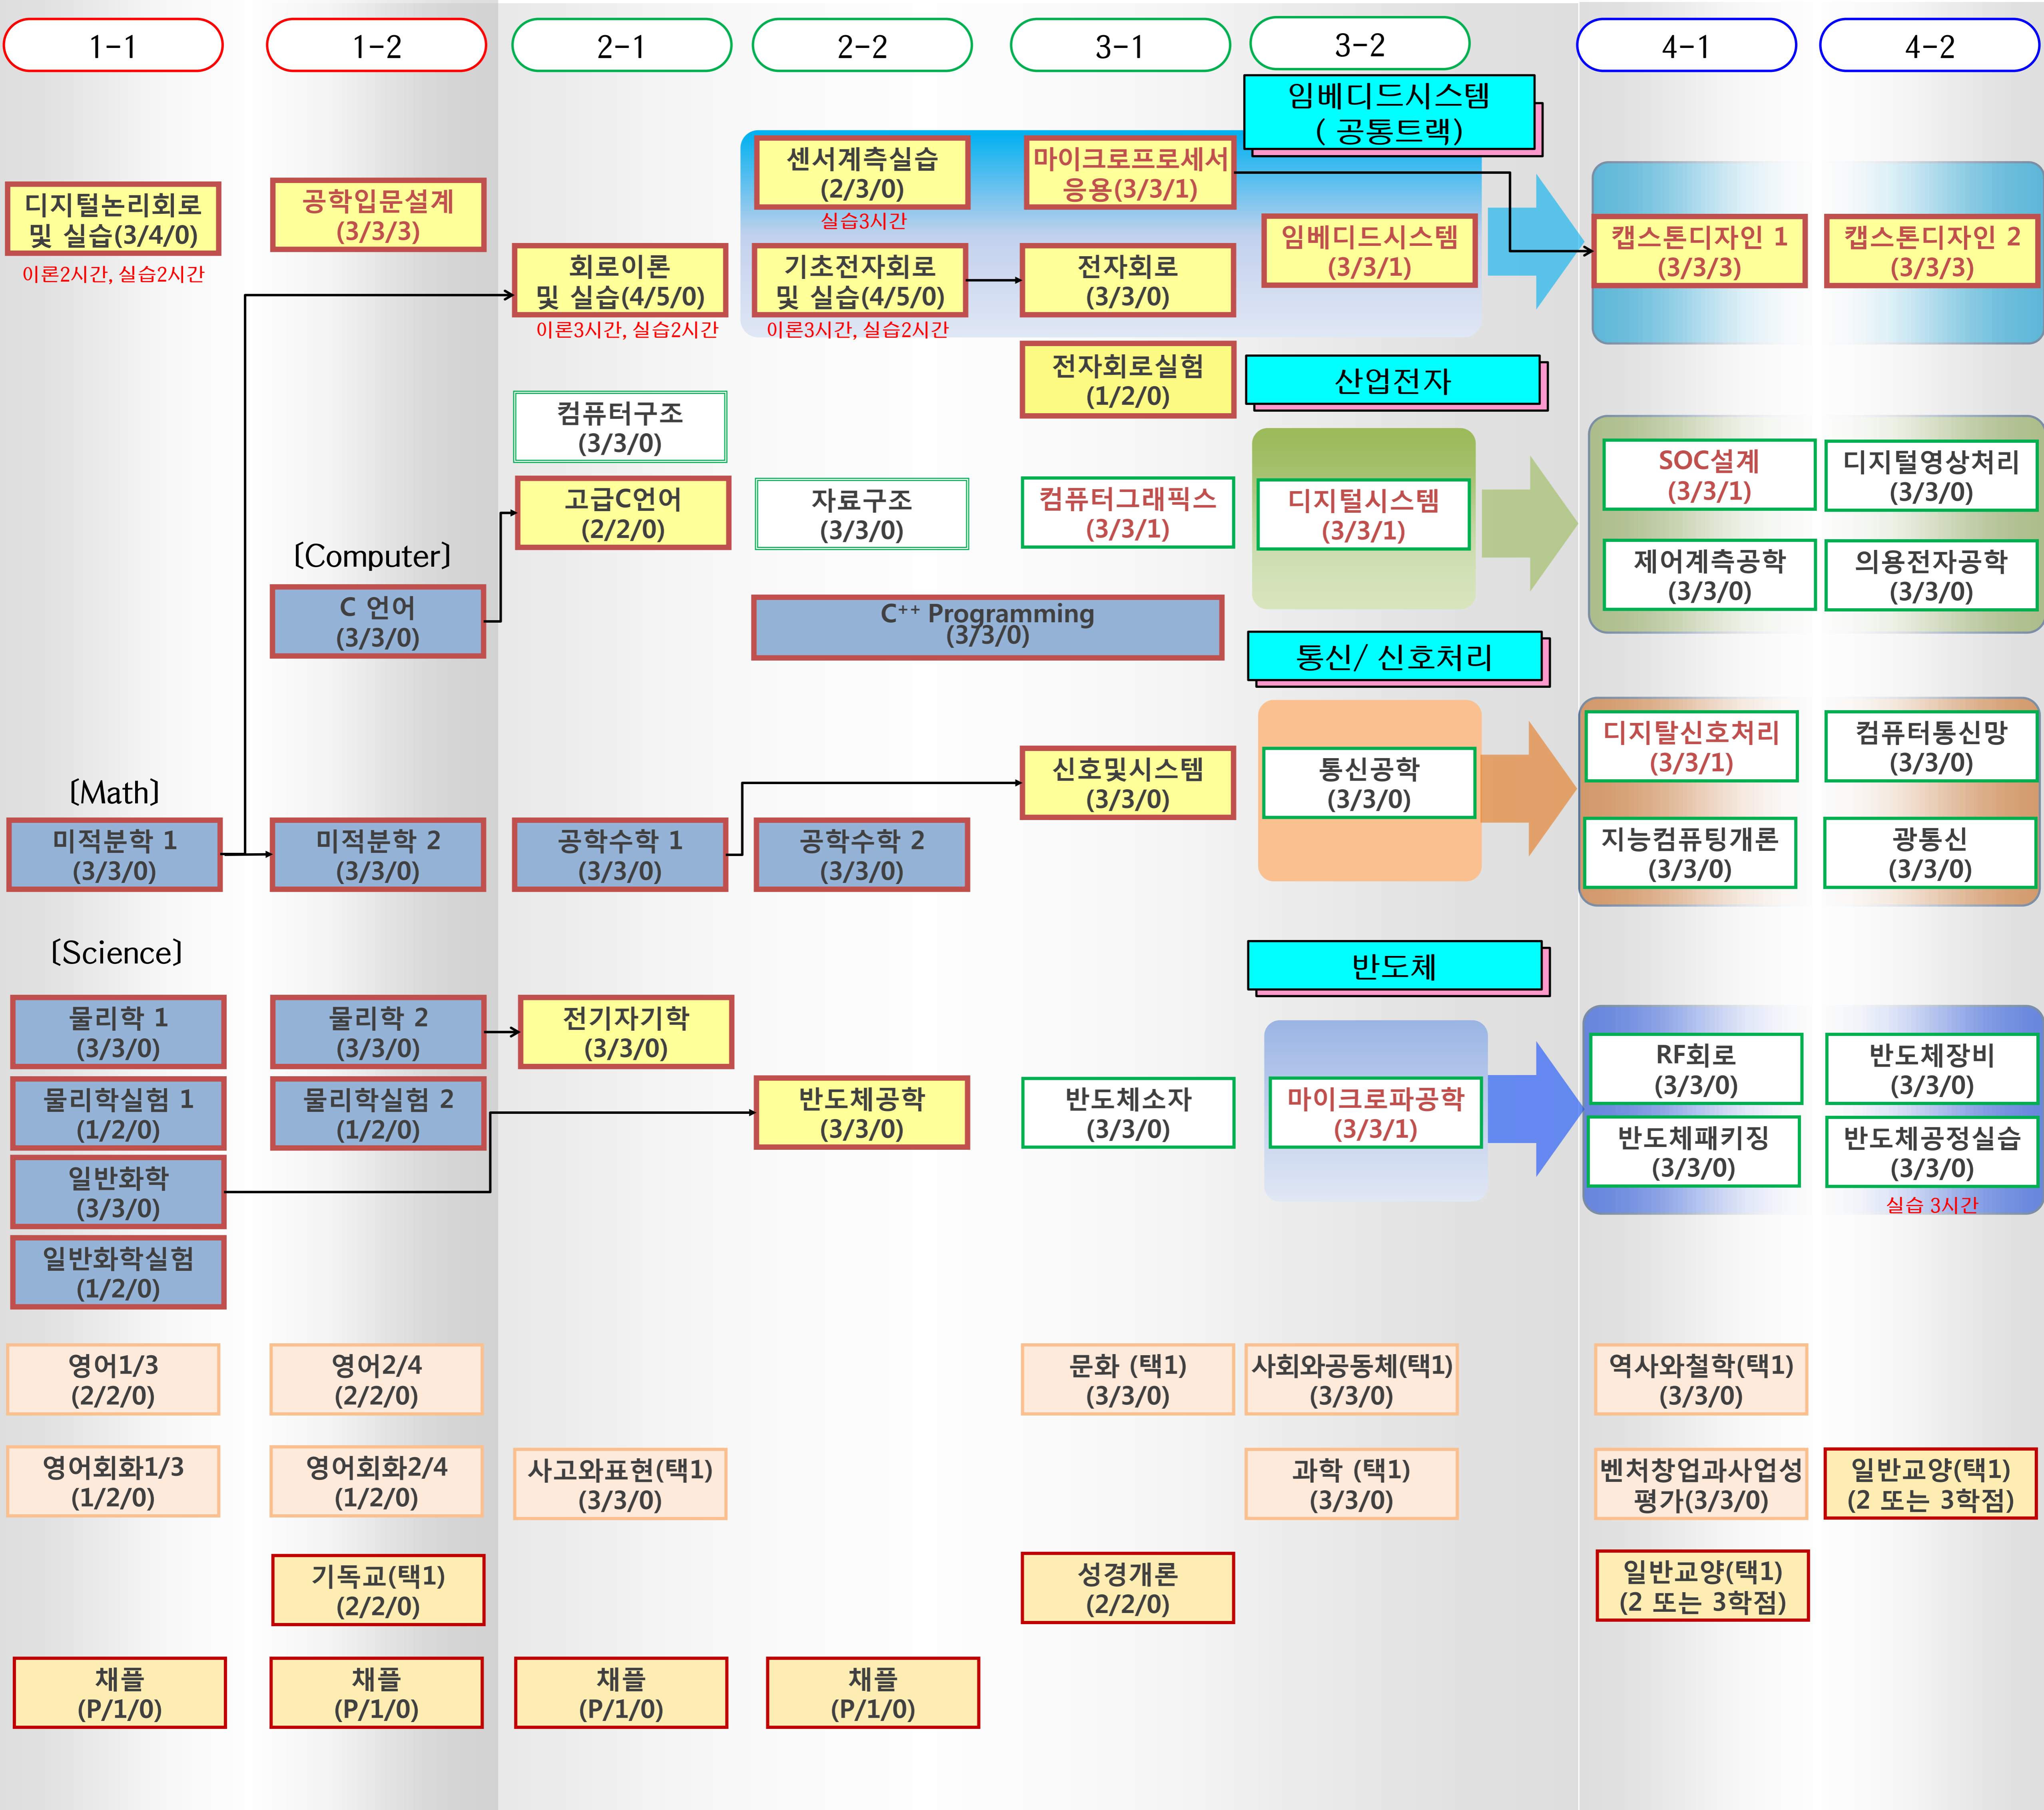 1-1
1-2
2-1
2-2
3-1
3-2
4-1
4-2
임베디드시스템
( 공통트랙)
센서계측실습
(2/3/0)
실습3시간
마이크로프로세서
응용(3/3/1)
디지털논리회로
및 실습(3/4/0)
이론2시간, 실습2시간
공학입문설계
(3/3/3)
회로이론
및 실습(4/5/0)
이론3시간, 실습2시간
기초전자회로
및 실습(4/5/0)
이론3시간, 실습2시간
전자회로
(3/3/0)
임베디드시스템
(3/3/1)
캡스톤디자인 1
(3/3/3)
캡스톤디자인 2
(3/3/3)
전자회로실험
(1/2/0)
산업전자
컴퓨터구조
(3/3/0)
고급C언어
(2/2/0)
자료구조
(3/3/0)
컴퓨터그래픽스
(3/3/1)
디지털시스템
(3/3/1)
SOC설계
(3/3/1)
디지털영상처리
(3/3/0)
제어계측공학
(3/3/0)
의용전자공학
(3/3/0)
[Computer]
C 언어
(3/3/0)
C++ Programming
(3/3/0)
통신/ 신호처리
신호및시스템
(3/3/0)
통신공학
(3/3/0)
디지탈신호처리
(3/3/1)
컴퓨터통신망
(3/3/0)
지능컴퓨팅개론
(3/3/0)
광통신
(3/3/0)
[Math]
미적분학 1
(3/3/0)
미적분학 2
(3/3/0)
공학수학 1
(3/3/0)
공학수학 2
(3/3/0)
[Science]
반도체
물리학 1
(3/3/0)
물리학 2
(3/3/0)
전기자기학
(3/3/0)
물리학실험 1
(1/2/0)
물리학실험 2
(1/2/0)
반도체공학
(3/3/0)
반도체소자
(3/3/0)
마이크로파공학
(3/3/1)
RF회로
(3/3/0)
반도체장비
(3/3/0)
반도체패키징
(3/3/0)
반도체공정실습
(3/3/0)
실습 3시간
일반화학
(3/3/0)
일반화학실험
(1/2/0)
영어1/3
(2/2/0)
영어2/4
(2/2/0)
문화 (택1)
(3/3/0)
사회와공동체(택1)
(3/3/0)
역사와철학(택1)
(3/3/0)
영어회화1/3
(1/2/0)
영어회화2/4
(1/2/0)
사고와표현(택1)
(3/3/0)
과학 (택1)
(3/3/0)
벤처창업과사업성
평가(3/3/0)
일반교양(택1)
(2 또는 3학점)
기독교(택1)
(2/2/0)
성경개론
(2/2/0)
일반교양(택1)
(2 또는 3학점)
채플
(P/1/0)
채플
(P/1/0)
채플
(P/1/0)
채플
(P/1/0)